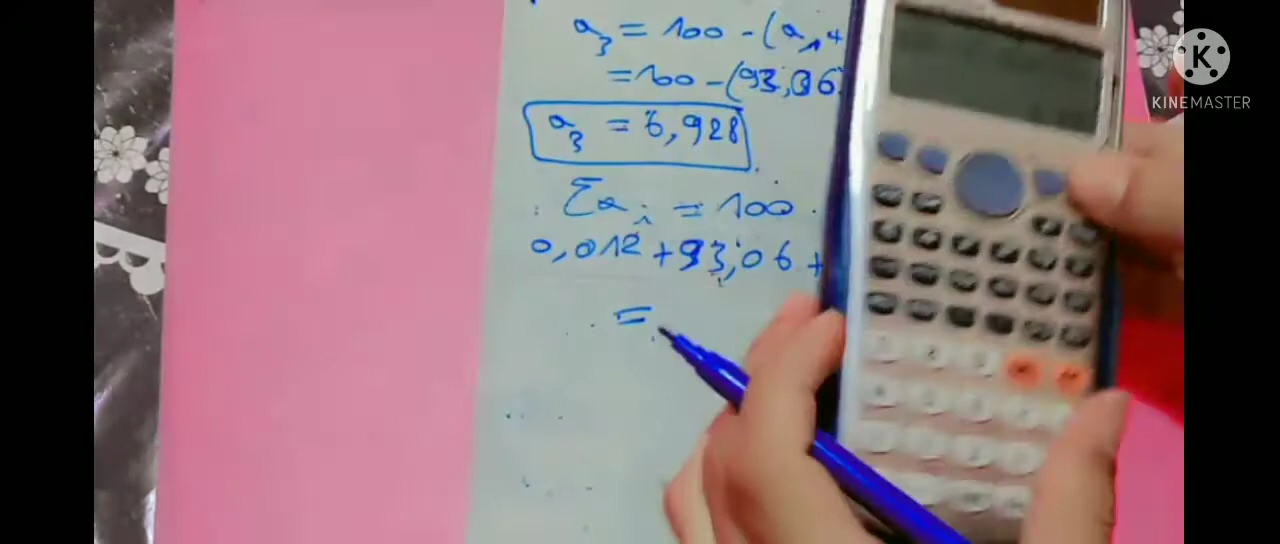 a₃ = 100 - (a₁ +
= 100 - (93,06
a₃ = 6,928
Σaᵢ = 100
0,012 + 93,06 +
=
K
KINEMASTER